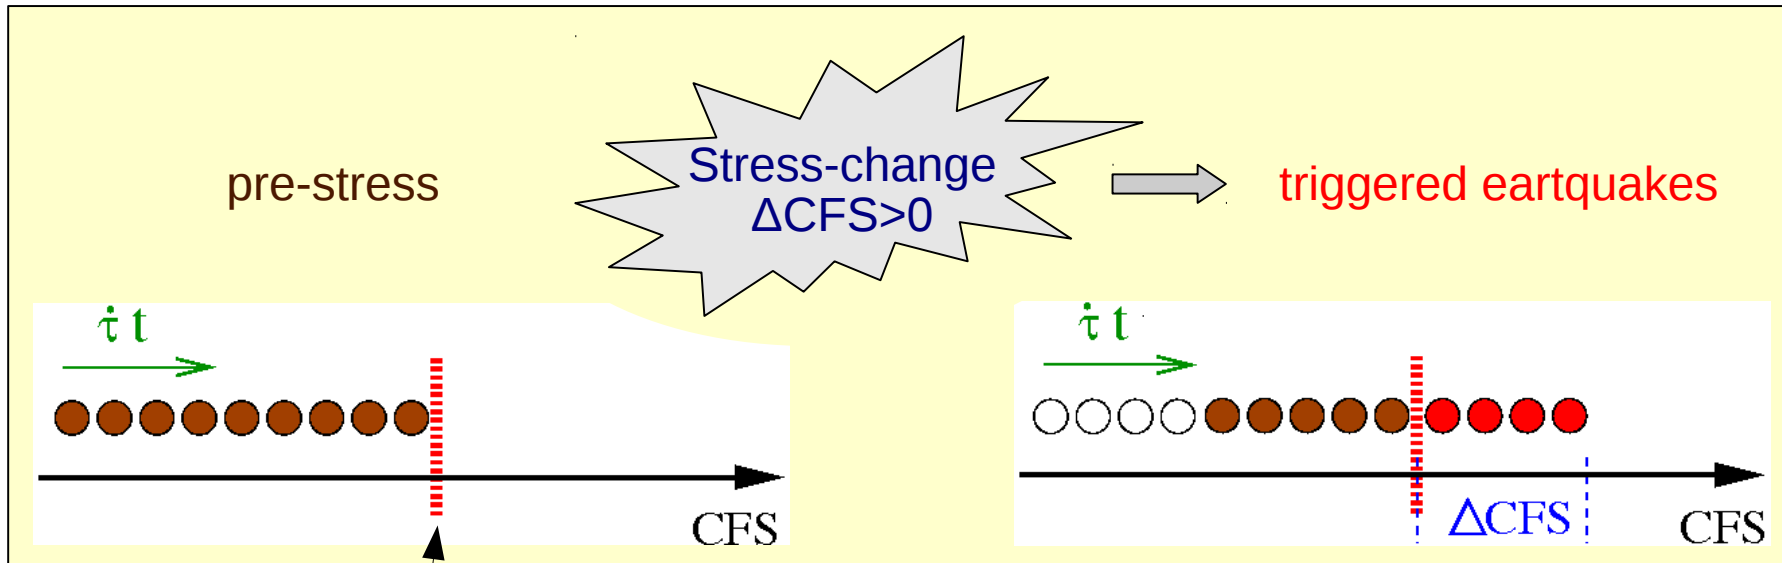 pre-stress
Stress-change
ΔCFS>0
triggered eartquakes
τ̇ t
CFS
τ̇ t
ΔCFS
CFS